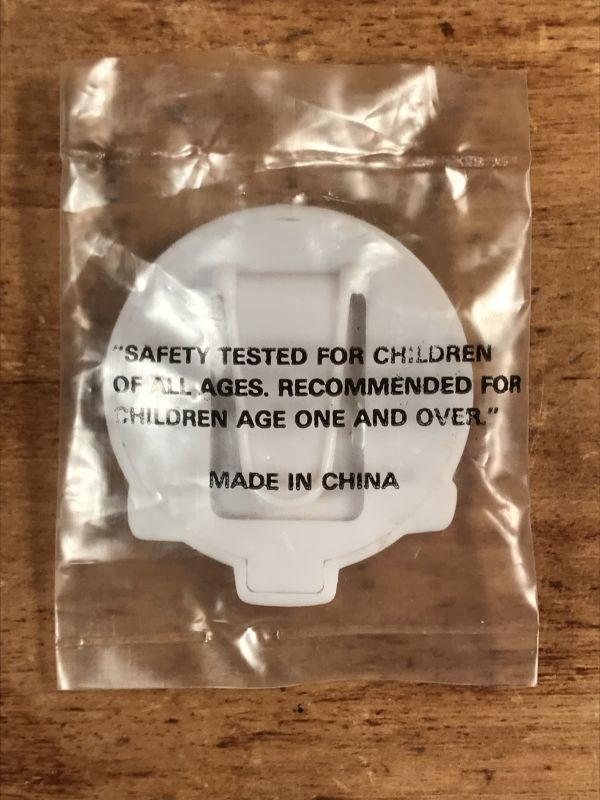 "SAFETY TESTED FOR CHILDREN
OF ALL AGES. RECOMMENDED FOR
CHILDREN AGE ONE AND OVER."
MADE IN CHINA